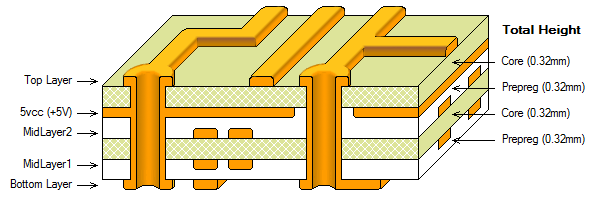 Total Height
Top Layer
5vcc (+5V)
MidLayer2
MidLayer1
Bottom Layer
Core (0.32mm)
Prepreg (0.32mm)
Core (0.32mm)
Prepreg (0.32mm)